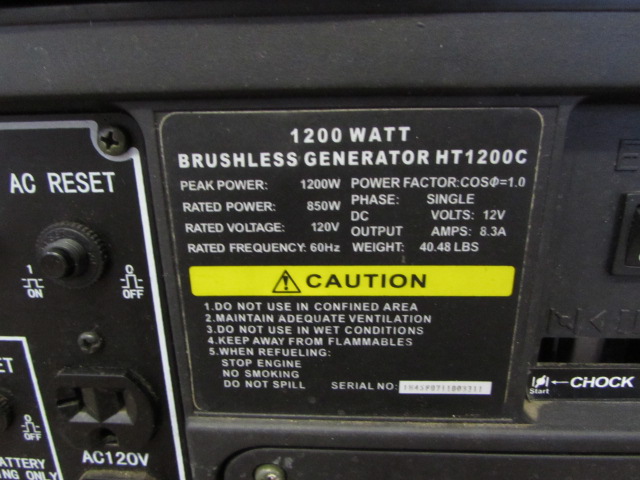 1200 WATT
BRUSHLESS GENERATOR HT1200C
PEAK POWER: 1200W POWER FACTOR:COSΦ=1.0
RATED POWER: 850W PHASE: SINGLE
RATED VOLTAGE: 120V DC VOLTS: 12V
OUTPUT AMPS: 8.3A
RATED FREQUENCY: 60Hz WEIGHT: 40.48 LBS
CAUTION
1.DO NOT USE IN CONFINED AREA
2.MAINTAIN ADEQUATE VENTILATION
3.DO NOT USE IN WET CONDITIONS
4.KEEP AWAY FROM FLAMMABLES
5.WHEN REFUELING:
STOP ENGINE
NO SMOKING
DO NOT SPILL SERIAL NO:
AC RESET
1 0
ON OFF
0
OFF
AC120V
Start ←CHOCK